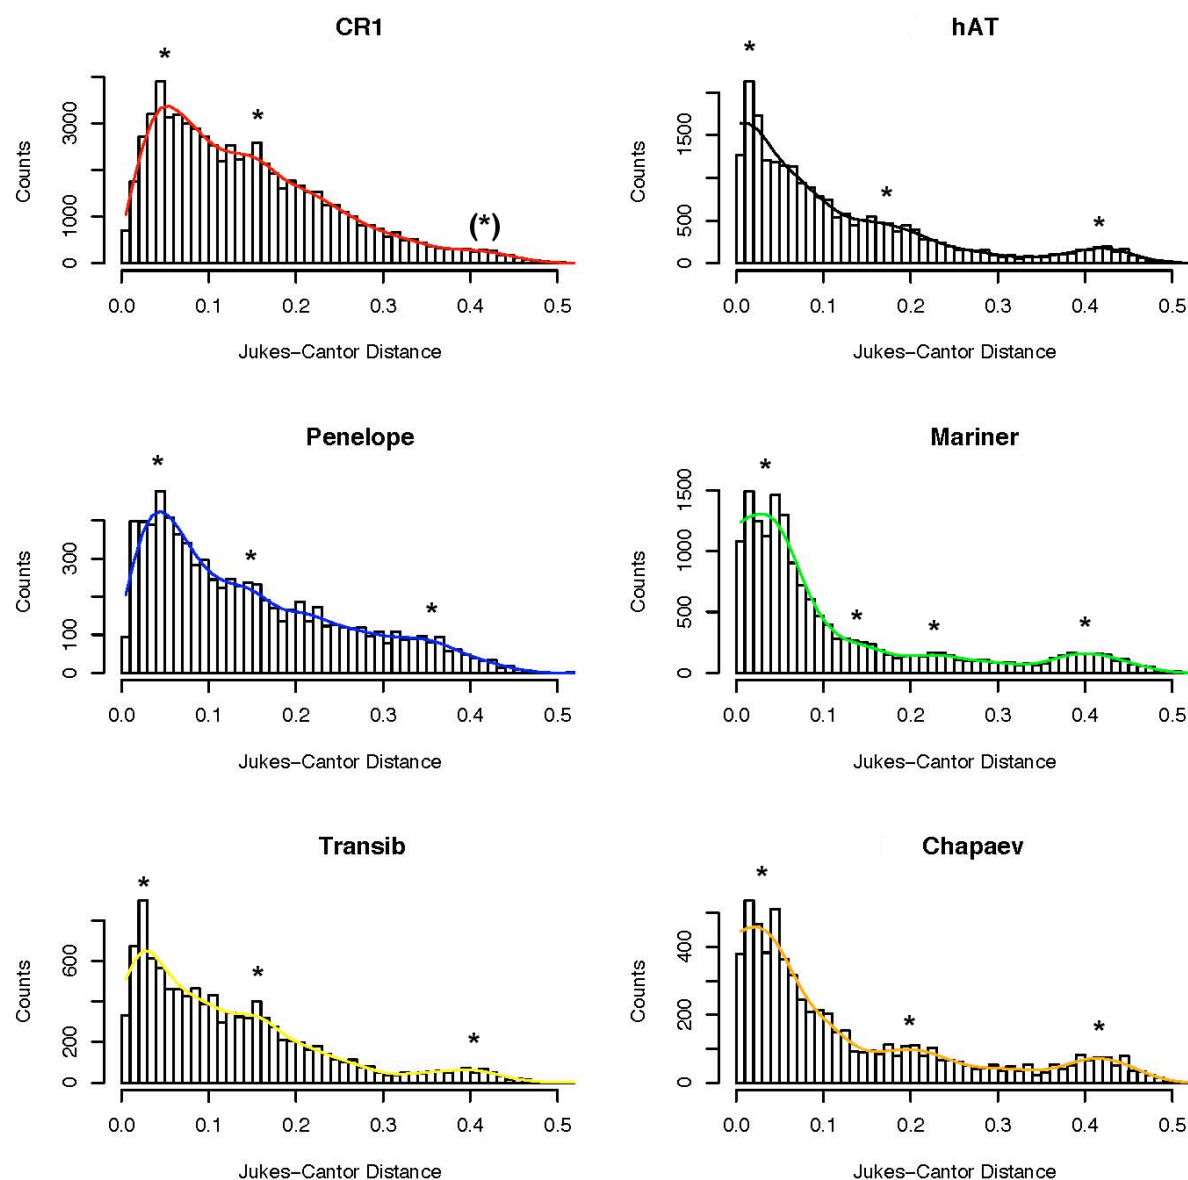 CR1
*
*
(*)
Counts
0 1000 3000
0.0 0.1 0.2 0.3 0.4 0.5
Jukes−Cantor Distance
hAT
*
*
*
Counts
0 500 1500
0.0 0.1 0.2 0.3 0.4 0.5
Jukes−Cantor Distance
Penelope
*
*
*
Counts
0 100 300
0.0 0.1 0.2 0.3 0.4 0.5
Jukes−Cantor Distance
Mariner
*
*
*
*
Counts
0 500 1000 1500
0.0 0.1 0.2 0.3 0.4 0.5
Jukes−Cantor Distance
Transib
*
*
*
Counts
0 200 600
0.0 0.1 0.2 0.3 0.4 0.5
Jukes−Cantor Distance
Chapaev
*
*
*
Counts
0 200 400
0.0 0.1 0.2 0.3 0.4 0.5
Jukes−Cantor Distance